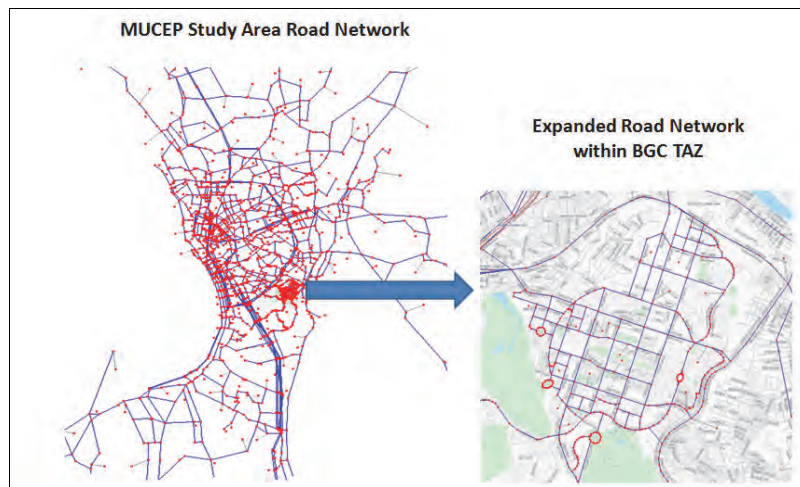 MUCEP Study Area Road Network
Expanded Road Network
within BGC TAZ